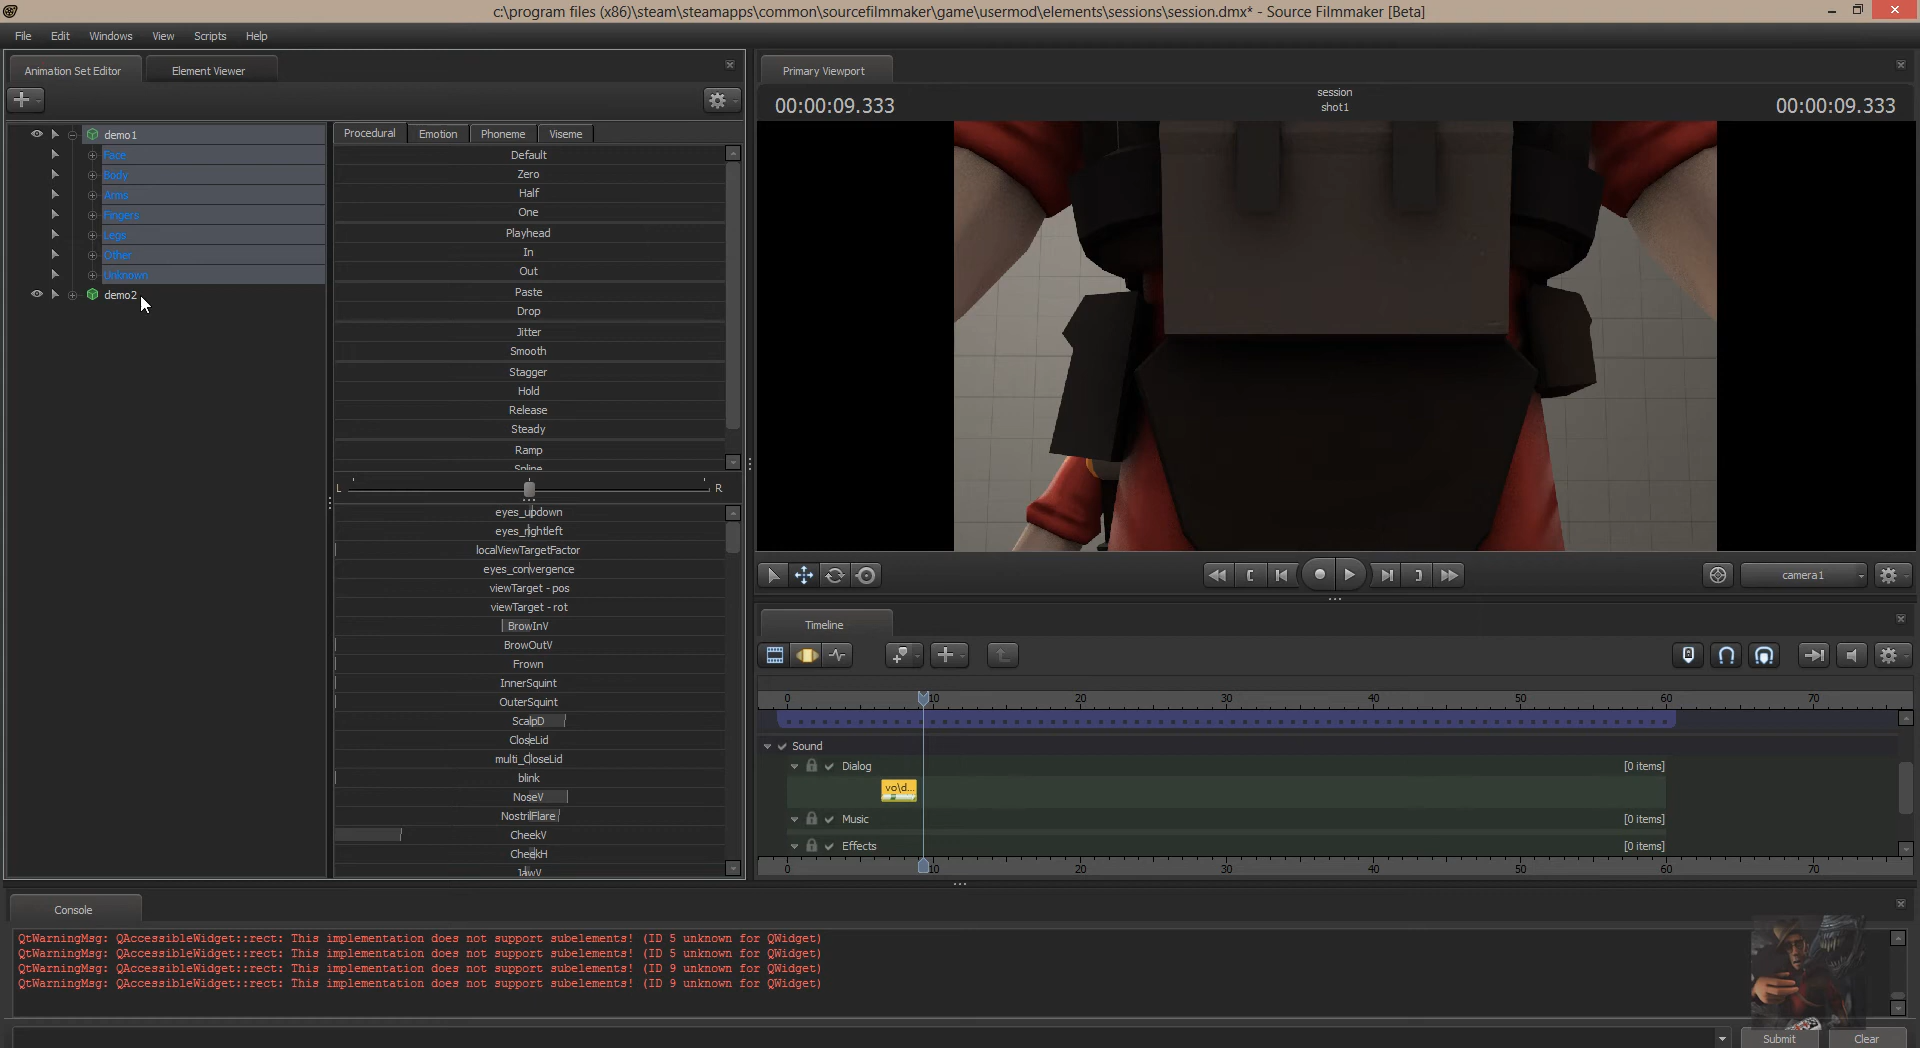 c:\program files (x86)\steam\steamapps\common\sourcefilmmaker\game\usermod\elements\sessions\session.dmx* - Source Filmmaker [Beta]
File Edit Windows View Scripts Help
Animation Set Editor Element Viewer
Primary Viewport
00:00:09.333
session
shot1
00:00:09.333
demo1
Face
Body
Arms
Fingers
Legs
Other
Unknown
demo2
Procedural Emotion Phoneme Viseme
Default
Zero
Half
One
Playhead
In
Out
Paste
Drop
Jitter
Smooth
Stagger
Hold
Release
Steady
Ramp
Spline
L R
eyes_updown
eyes_rightleft
localViewTargetFactor
eyes_convergence
viewTarget - pos
viewTarget - rot
BrowInV
BrowOutV
Frown
InnerSquint
OuterSquint
ScalpD
CloseLid
multi_CloseLid
blink
NoseV
NostrilFlare
CheekV
CheekH
JawV
camera1
Timeline
0 10 20 30 40 50 60 70
Sound
Dialog [0 items]
vo\d...
Music [0 items]
Effects [0 items]
0 10 20 30 40 50 60 70
Console
QtWarningMsg: QAccessibleWidget::rect: This implementation does not support subelements! (ID 5 unknown for QWidget)
QtWarningMsg: QAccessibleWidget::rect: This implementation does not support subelements! (ID 5 unknown for QWidget)
QtWarningMsg: QAccessibleWidget::rect: This implementation does not support subelements! (ID 9 unknown for QWidget)
QtWarningMsg: QAccessibleWidget::rect: This implementation does not support subelements! (ID 9 unknown for QWidget)
Submit Clear